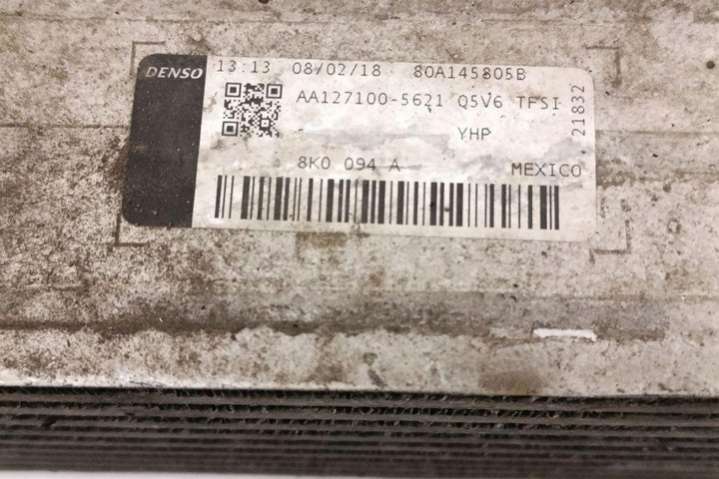 DENSO 13:13 08/02/18 80A145805B
AA127100-5621 Q5V6 TFSI
YHP
21832
8K0 094 A MEXICO